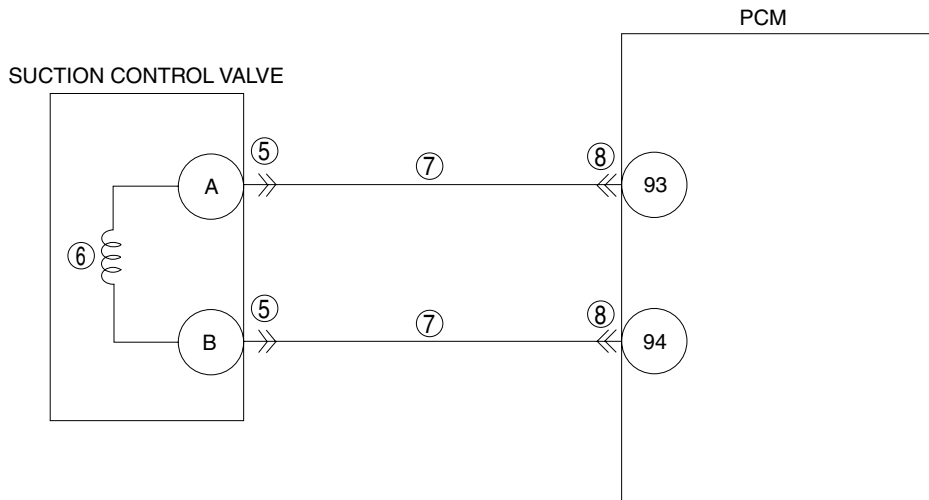 PCM
SUCTION CONTROL VALVE
⑤ ⑦ ⑧
A 93
⑥
⑤ ⑦ ⑧
B 94